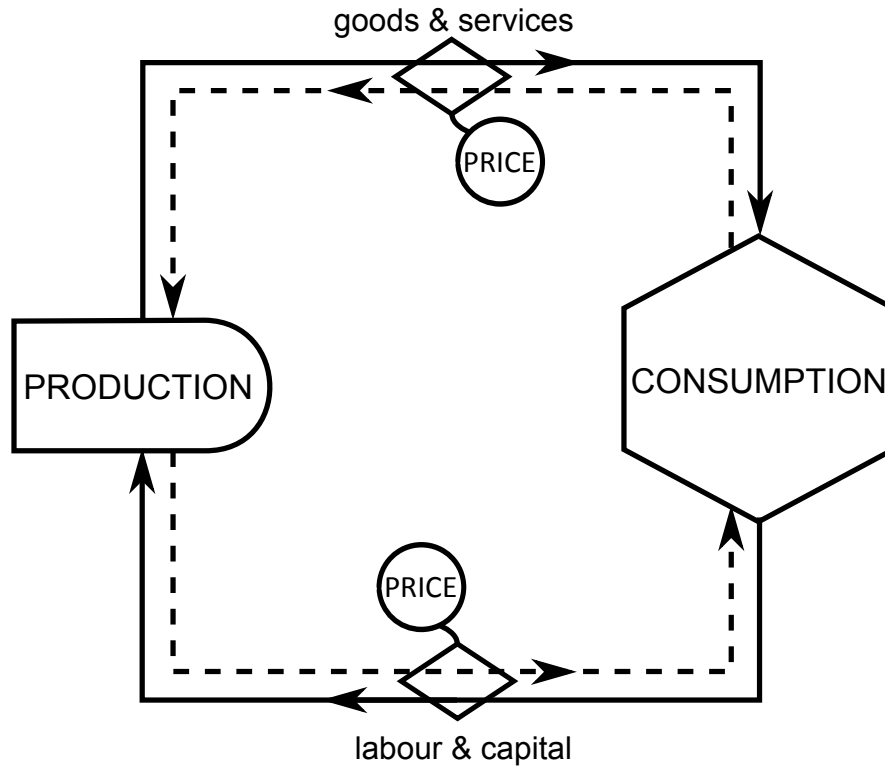 goods & services
PRICE
PRODUCTION
CONSUMPTION
PRICE
labour & capital